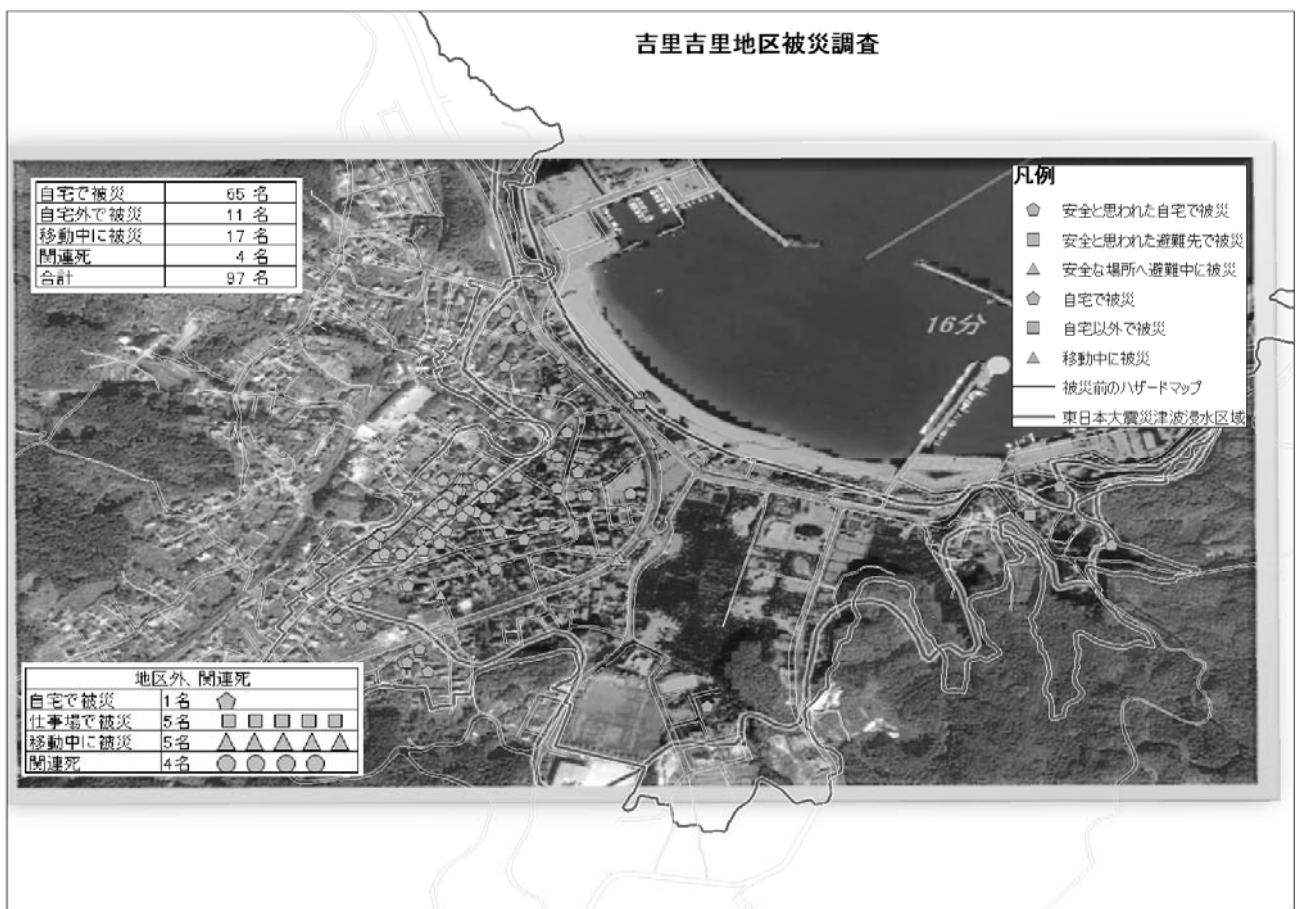 吉里吉里地区被災調査
自宅で被災 65 名
自宅外で被災 11 名
移動中に被災 17 名
関連死 4 名
合計 97 名
凡例
安全と思われた自宅で被災
安全と思われた避難先で被災
安全な場所へ避難中に被災
自宅で被災
自宅以外で被災
移動中に被災
被災前のハザードマップ
東日本大震災津波浸水区域
16分
地区外、関連死
自宅で被災 1名
仕事場で被災 5名
移動中に被災 5名
関連死 4名